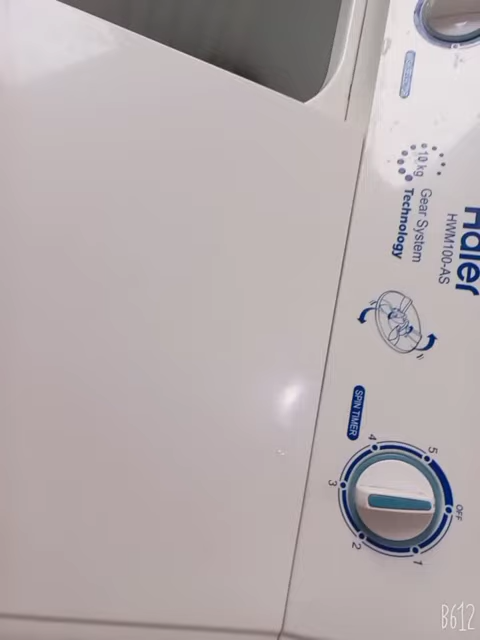 Haier
HWM100-AS
10 kg
Gear System
Technology
SPIN TIMER
OFF
1
2
3
4
5
B612